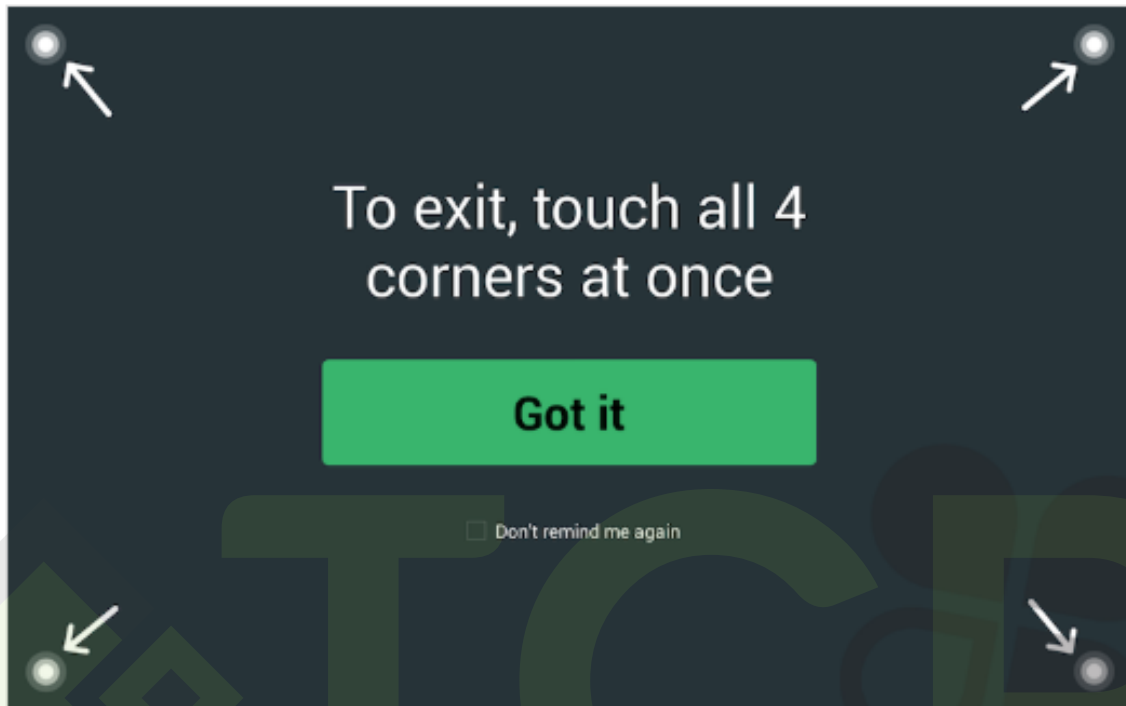 To exit, touch all 4
corners at once
Got it
Don't remind me again